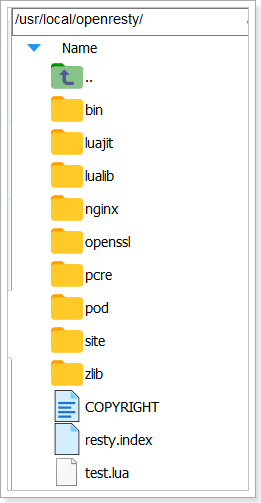 /usr/local/openresty/
Name
..
bin
luajit
lualib
nginx
openssl
pcre
pod
site
zlib
COPYRIGHT
resty.index
test.lua